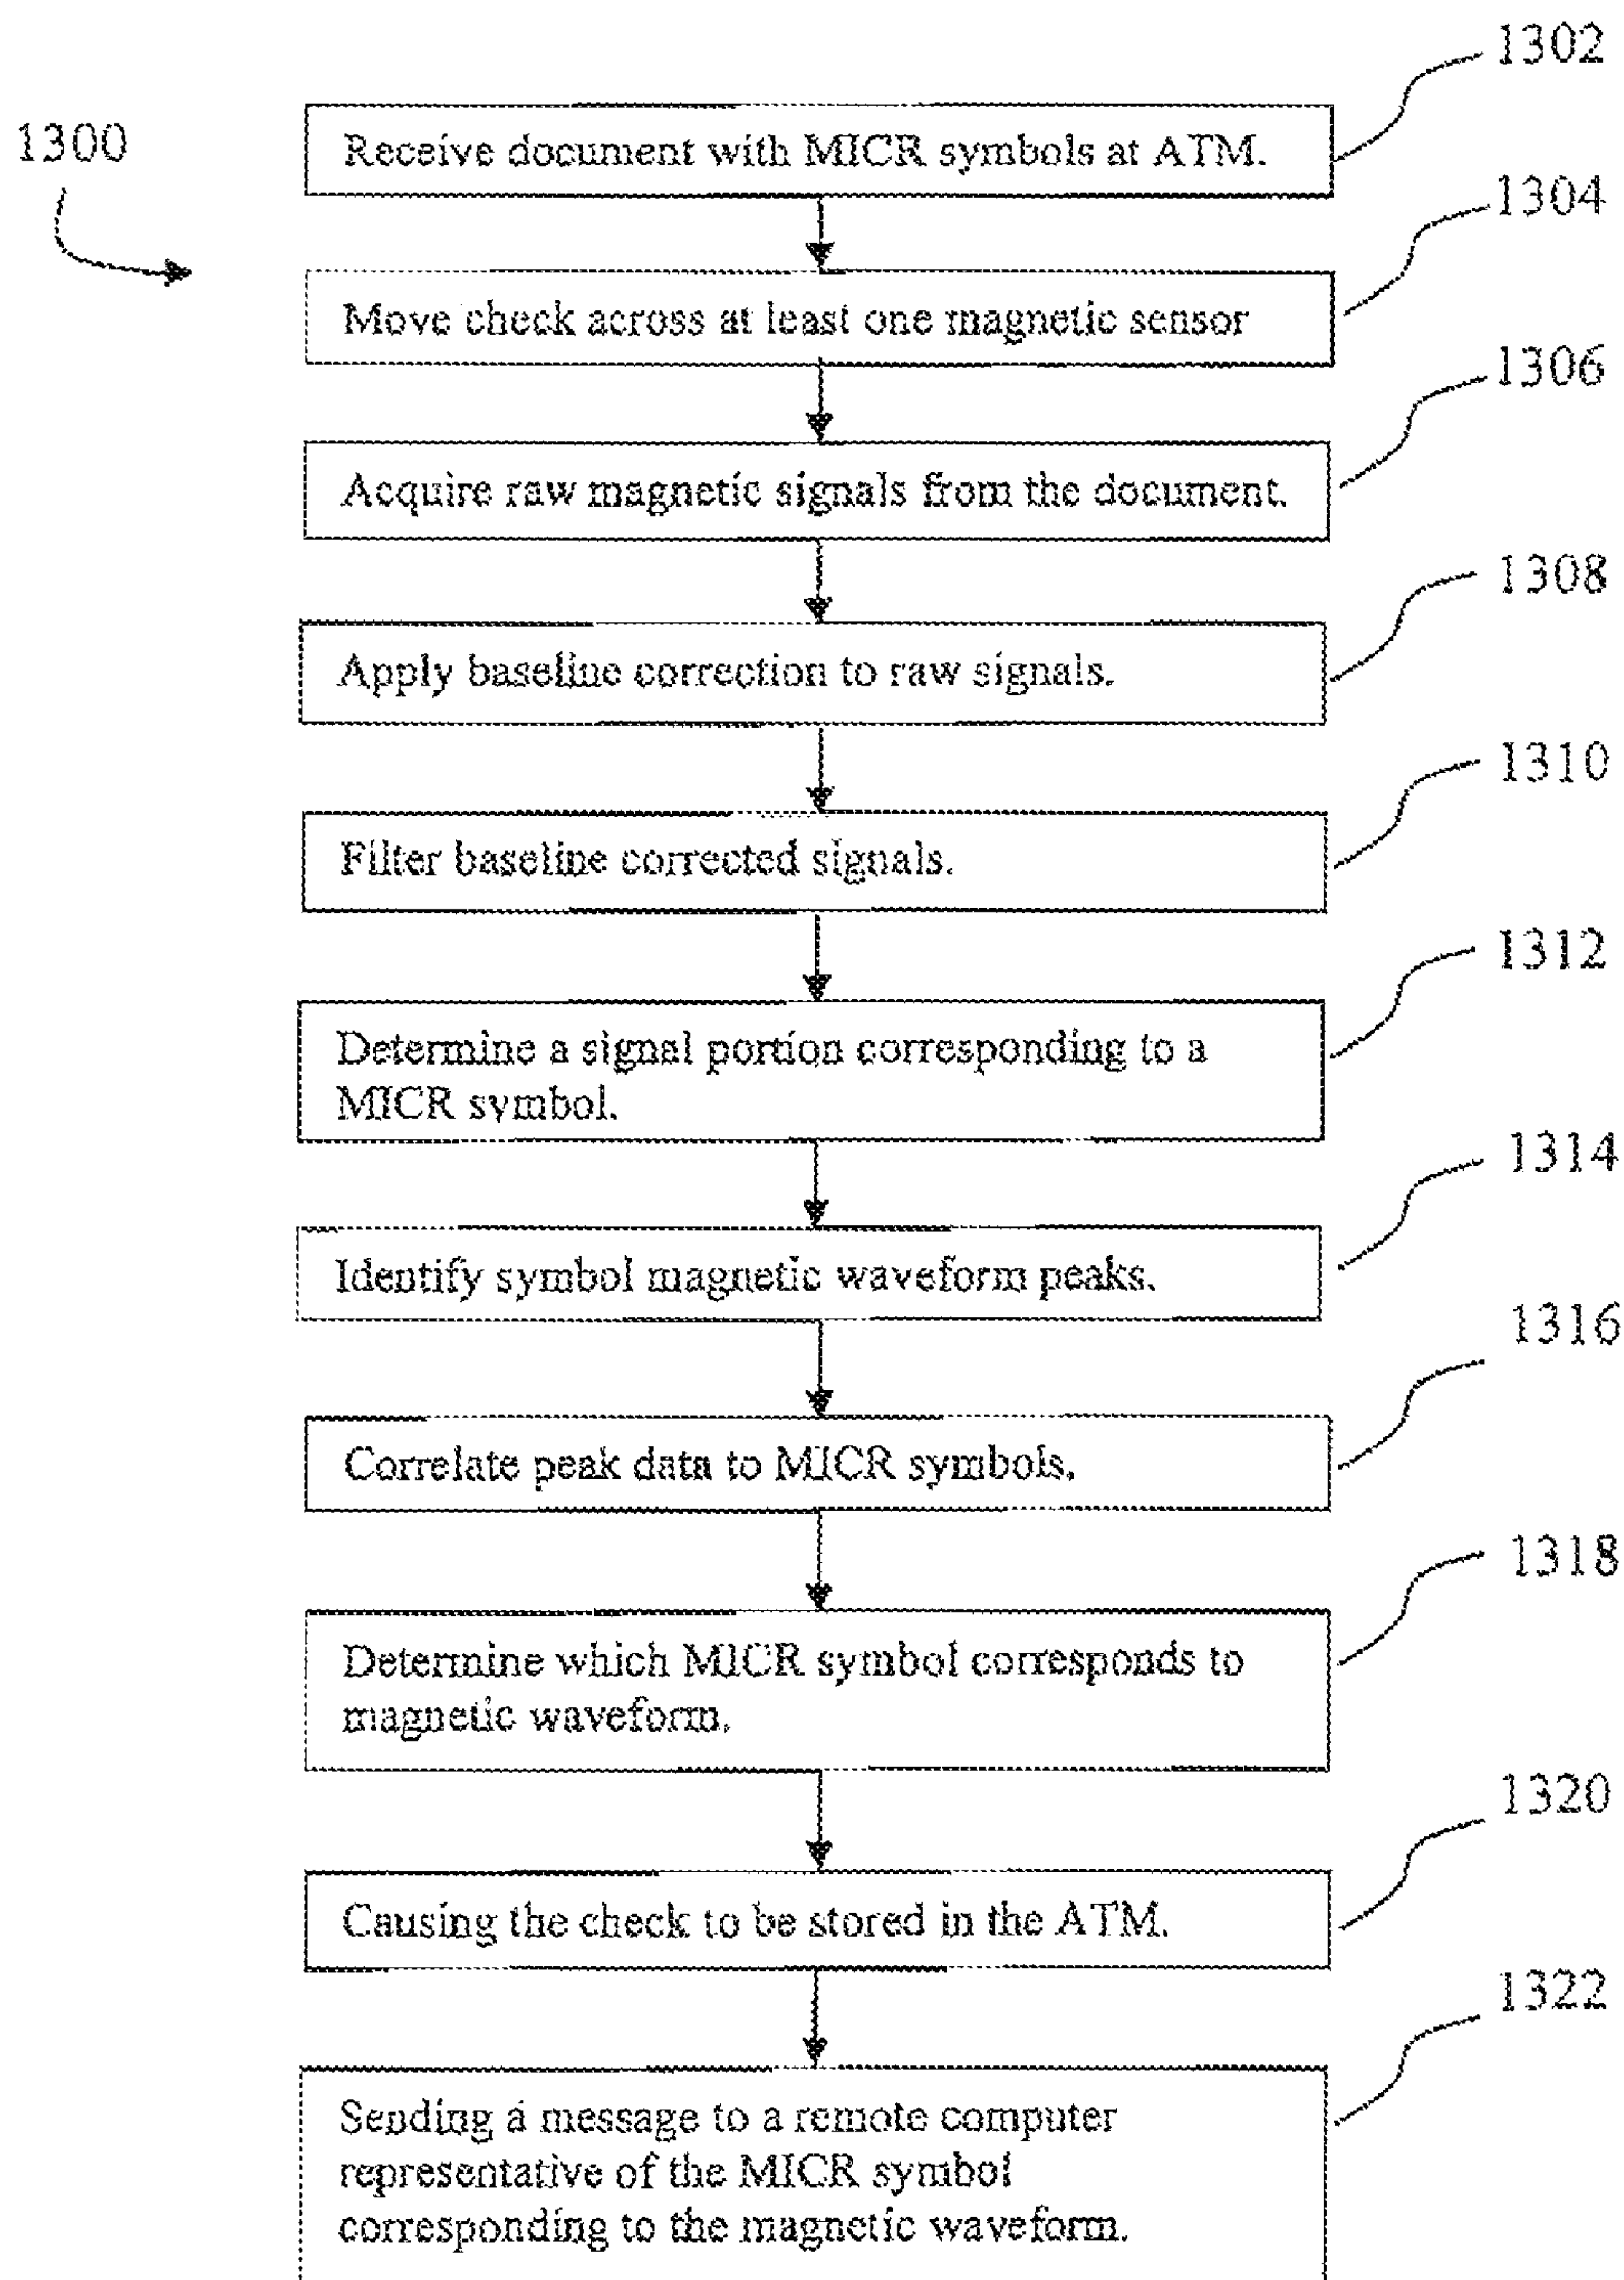 1302
1300
Receive document with MICR symbols at ATM.
1304
Move check across at least one magnetic sensor
1306
Acquire raw magnetic signals from the document.
1308
Apply baseline correction to raw signals.
1310
Filter baseline corrected signals.
1312
Determine a signal portion corresponding to a
MICR symbol.
1314
Identify symbol magnetic waveform peaks.
1316
Correlate peak data to MICR symbols.
1318
Determine which MICR symbol corresponds to
magnetic waveform.
1320
Causing the check to be stored in the ATM.
1322
Sending a message to a remote computer
representative of the MICR symbol
corresponding to the magnetic waveform.